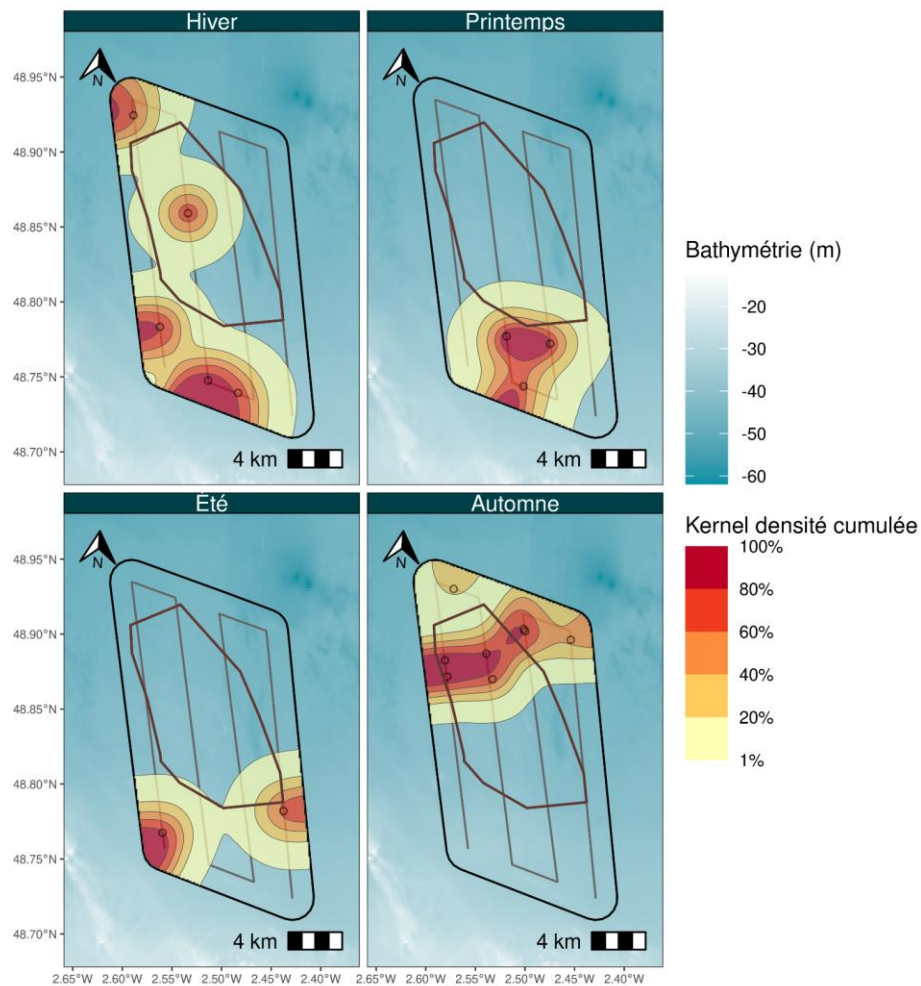 Hiver
Printemps
N
N
48.95°N
48.90°N
48.85°N
48.80°N
48.75°N
48.70°N
4 km
4 km
Bathymétrie (m)
-20
-30
-40
-50
-60
Été
Automne
N
N
48.95°N
48.90°N
48.85°N
48.80°N
48.75°N
48.70°N
4 km
4 km
Kernel densité cumulée
100%
80%
60%
40%
20%
1%
2.65°W 2.60°W 2.55°W 2.50°W 2.45°W 2.40°W
2.65°W 2.60°W 2.55°W 2.50°W 2.45°W 2.40°W